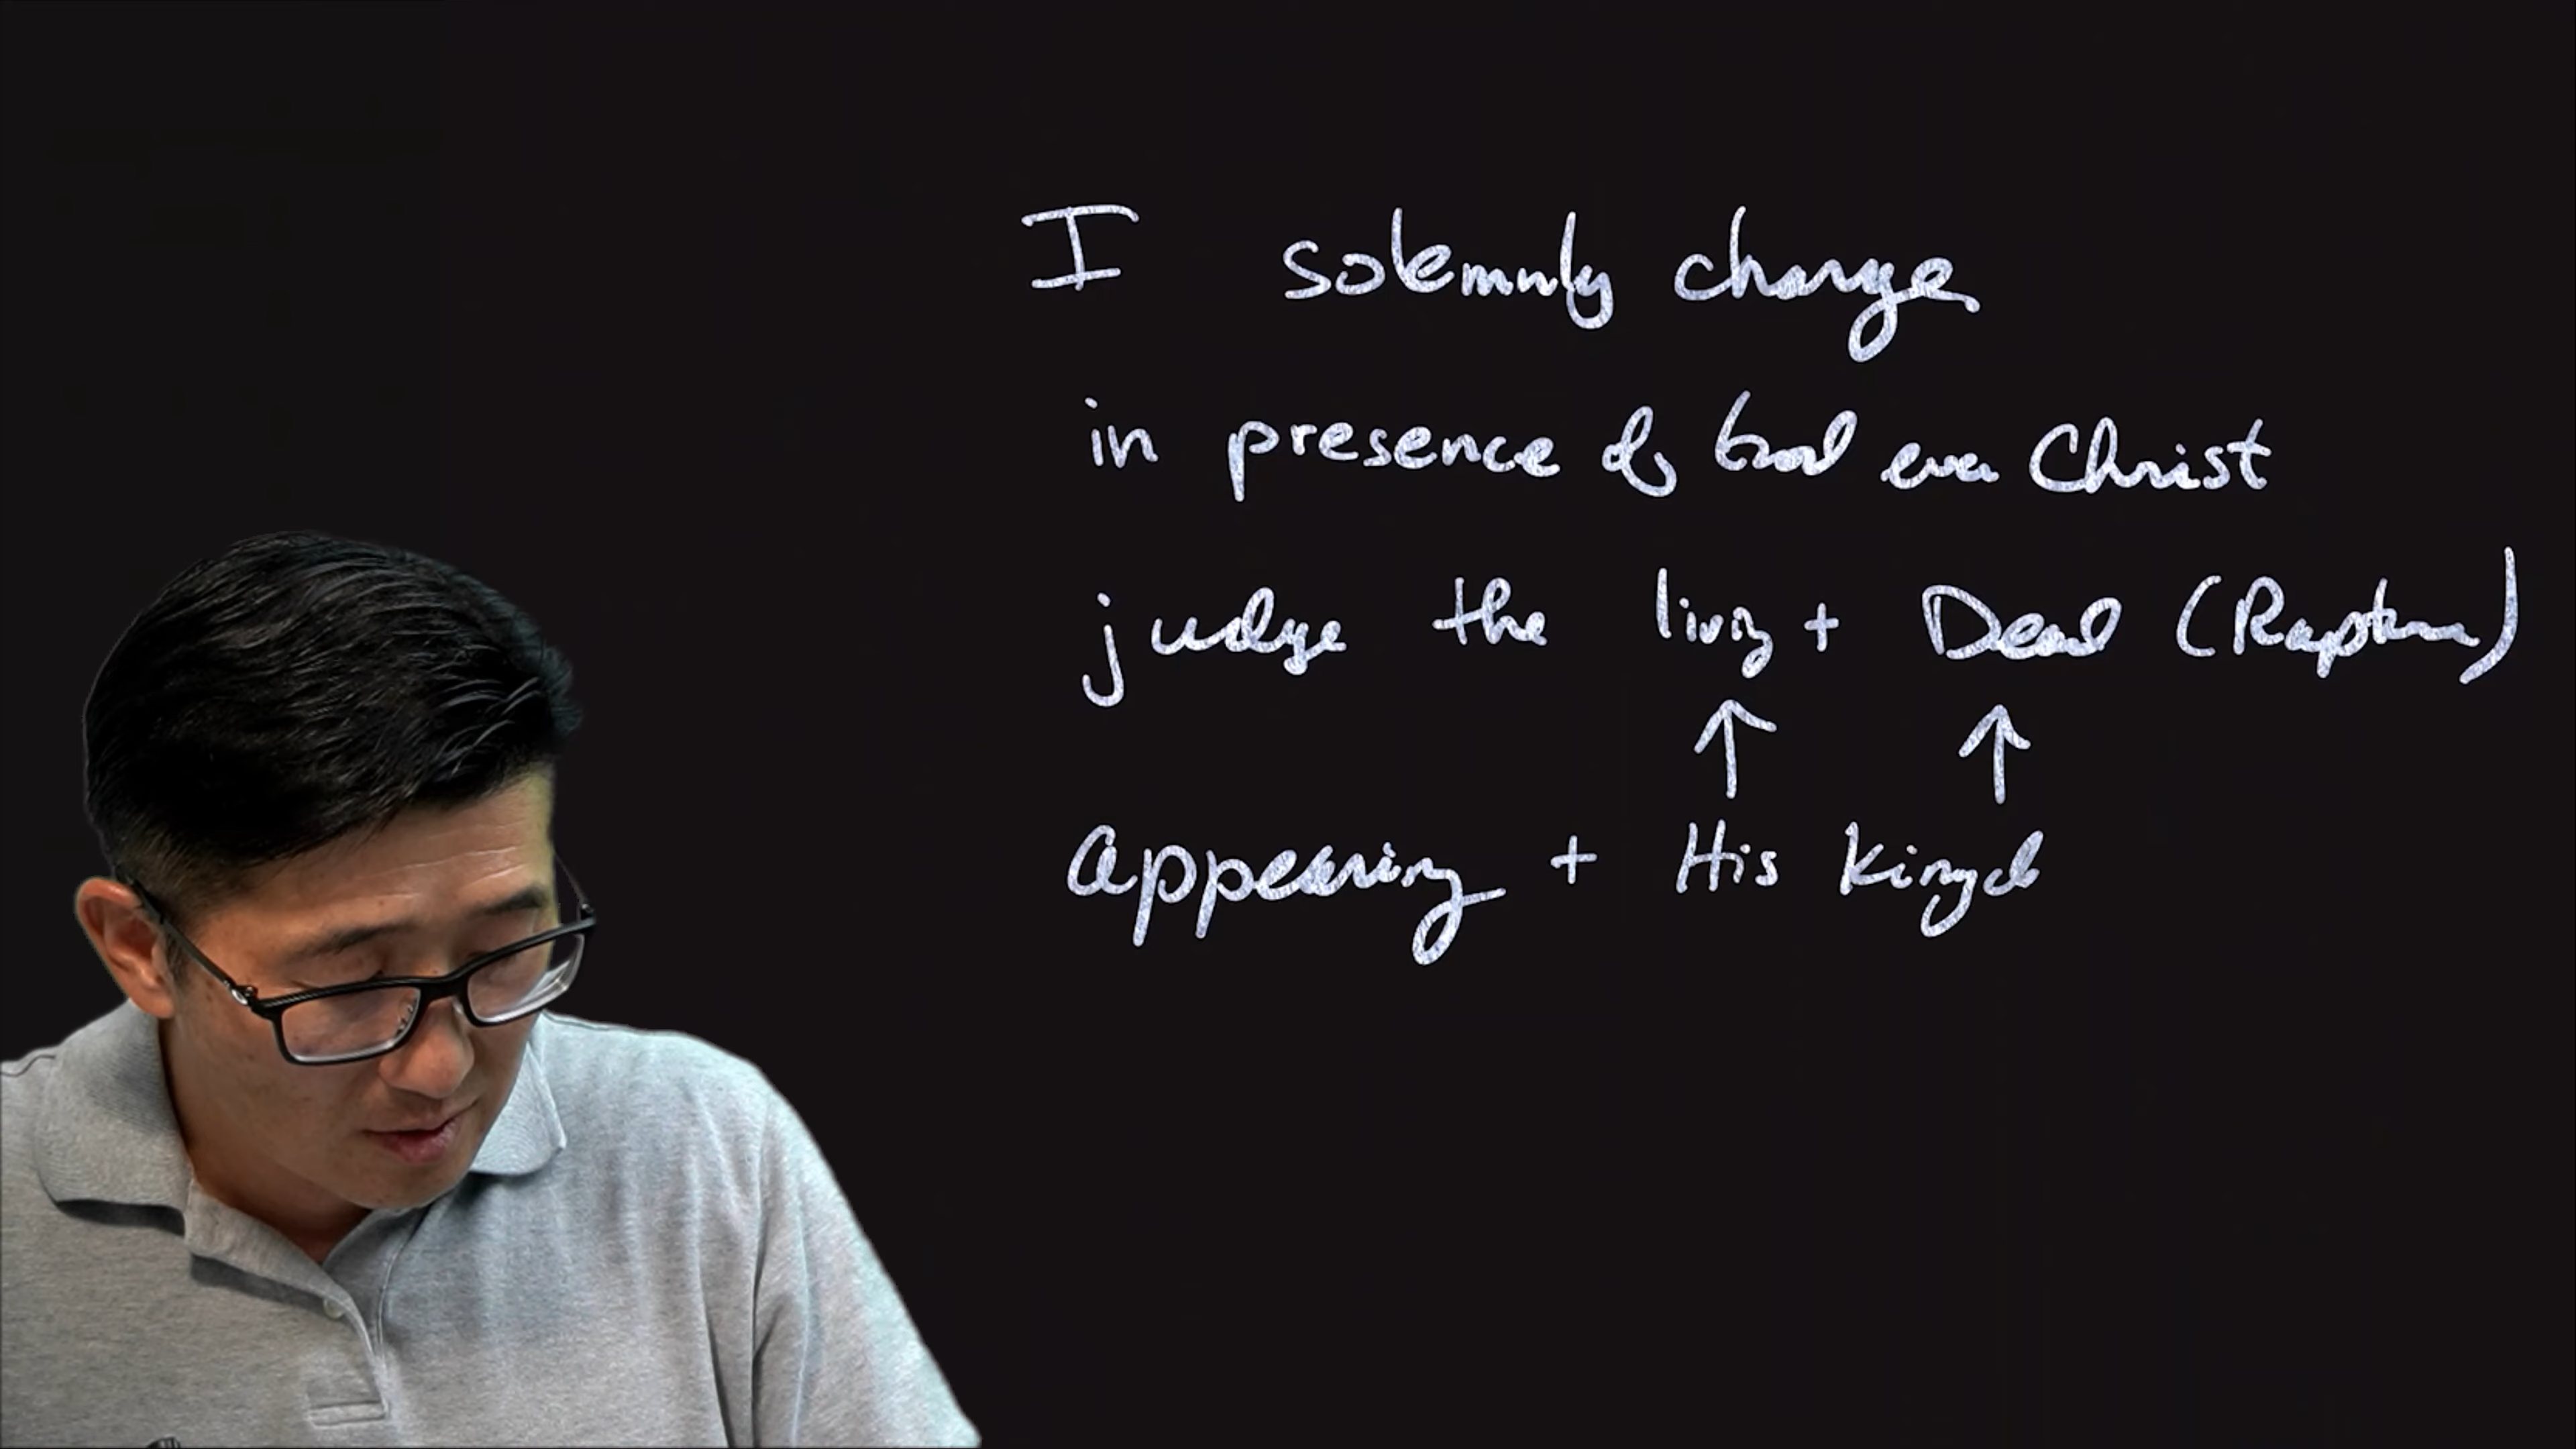 I solemnly charge
in presence of God even Christ
judge the living + Dead (Rapture)
↑ ↑
appearing + His Kingd